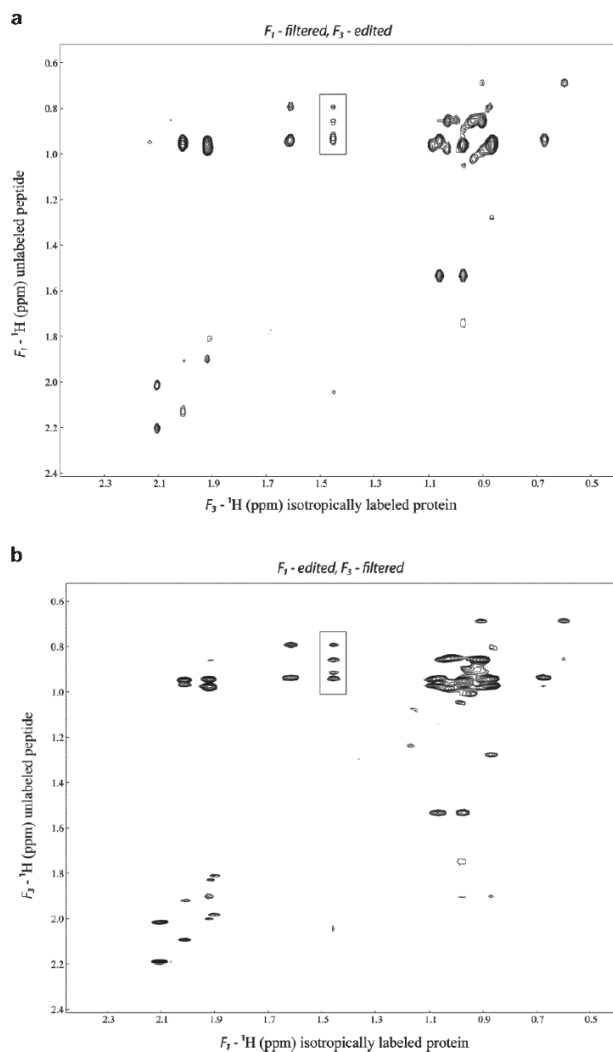 a
F₁ - filtered, F₃ - edited
0.6
0.8
1.0
1.4
1.6
1.8
2.0
2.2
2.4
F₁ - ¹H (ppm) unlabeled peptide
2.3 2.1 1.9 1.7 1.5 1.3 1.1 0.9 0.7 0.5
F₃ - ¹H (ppm) isotropically labeled protein
b
F₁ - edited, F₃ - filtered
0.6
0.8
1.0
1.2
1.4
1.6
1.8
2.0
2.2
2.4
F₃ - ¹H (ppm) unlabeled peptide
2.3 2.1 1.9 1.7 1.5 1.3 1.1 0.9 0.7 0.5
F₁ - ¹H (ppm) isotropically labeled protein